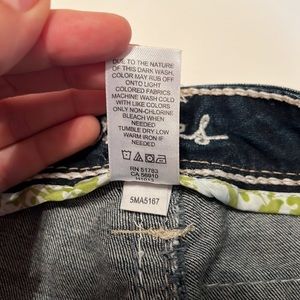 DUE TO THE NATURE
OF THIS DARK WASH,
COLOR MAY RUB OFF
ONTO LIGHT
COLORED FABRICS
MACHINE WASH COLD
WITH LIKE COLORS
ONLY NON-CHLORINE
BLEACH WHEN
NEEDED
TUMBLE DRY LOW
WARM IRON IF
NEEDED
RN 51783
CA 56910
5MA5167